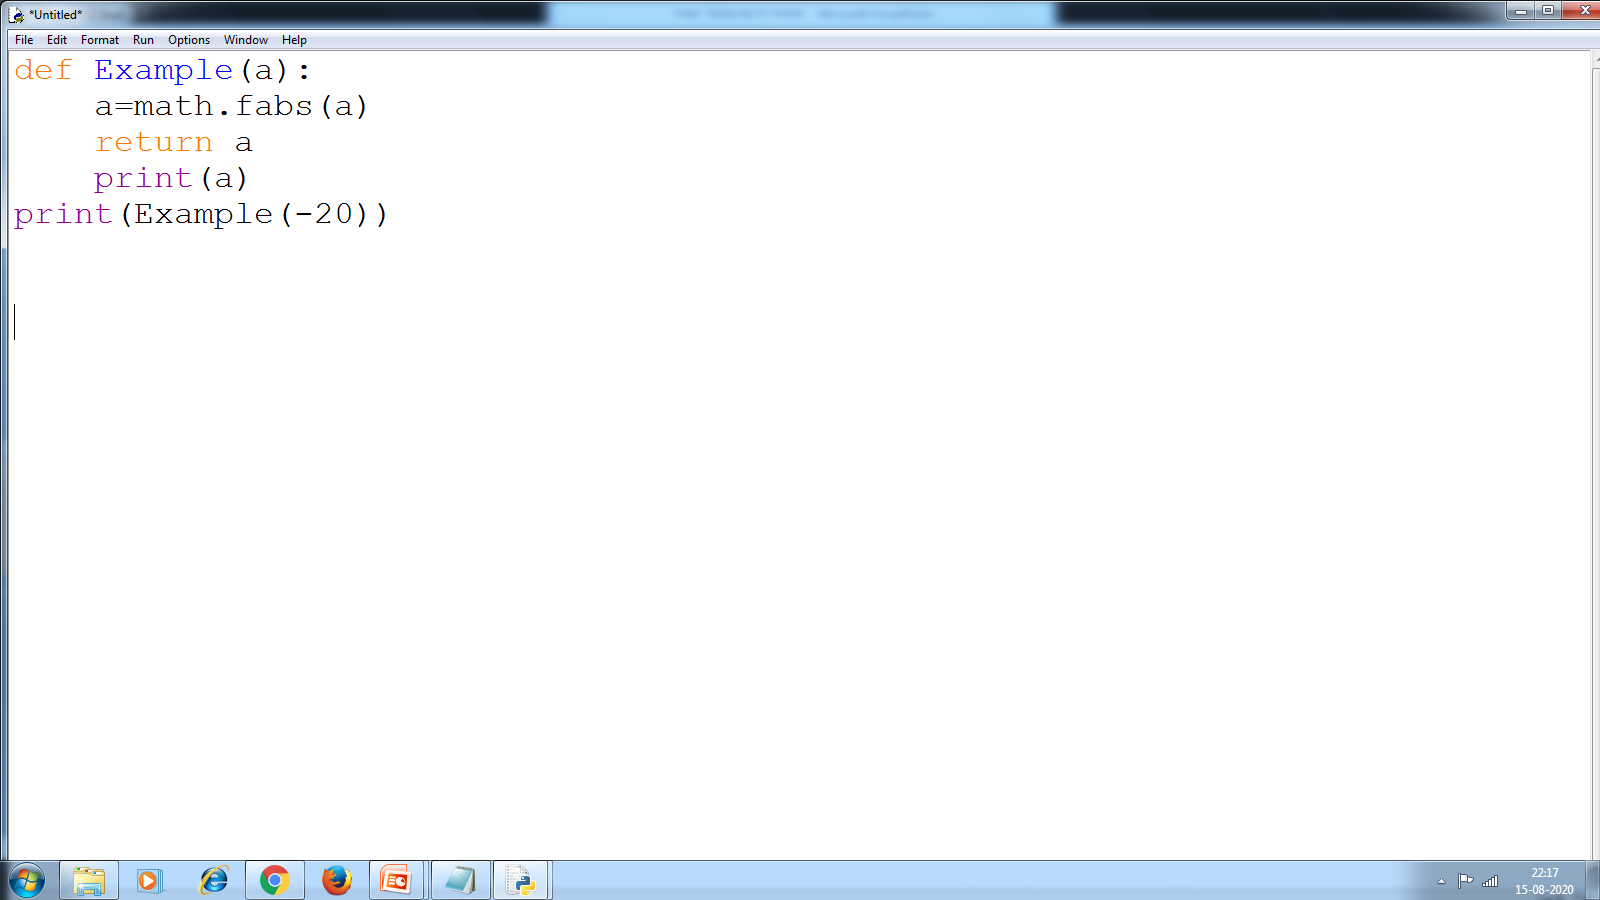 *Untitled*
File Edit Format Run Options Window Help
def Example(a):
    a=math.fabs(a)
    return a
    print(a)
print(Example(-20))
22:17
15-08-2020